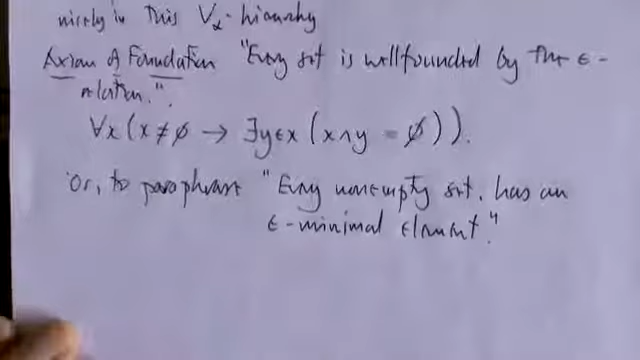 nicely in this Vα-hierarchy
Axiom of Foundation "Every set is wellfounded by the ∈-
relation.".
∀x(x≠∅ → ∃y∈x (x∩y = ∅)).
Or, to paraphrase "Every nonempty set, has an
∈-minimal element."